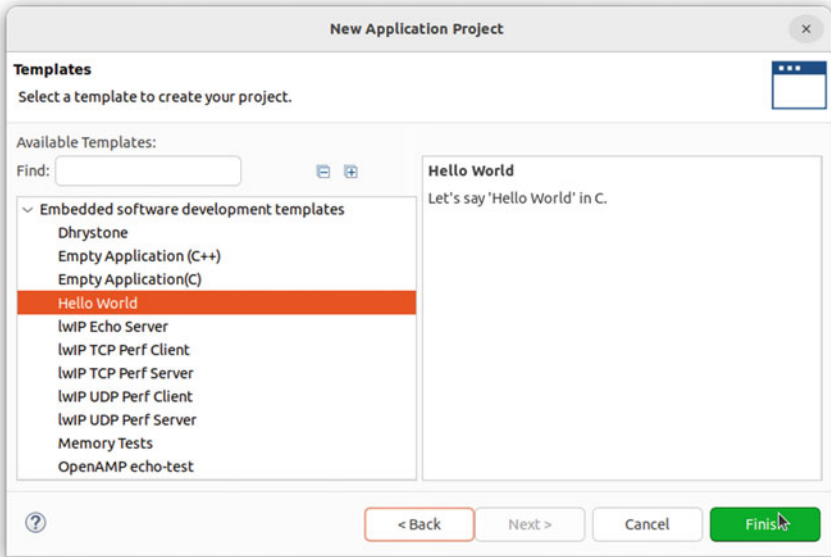 New Application Project
Templates
Select a template to create your project.
Available Templates:
Find:
Embedded software development templates
Dhrystone
Empty Application (C++)
Empty Application(C)
Hello World
lwIP Echo Server
lwIP TCP Perf Client
lwIP TCP Perf Server
lwIP UDP Perf Client
lwIP UDP Perf Server
Memory Tests
OpenAMP echo-test
Hello World
Let's say 'Hello World' in C.
< Back
Next >
Cancel
Finish